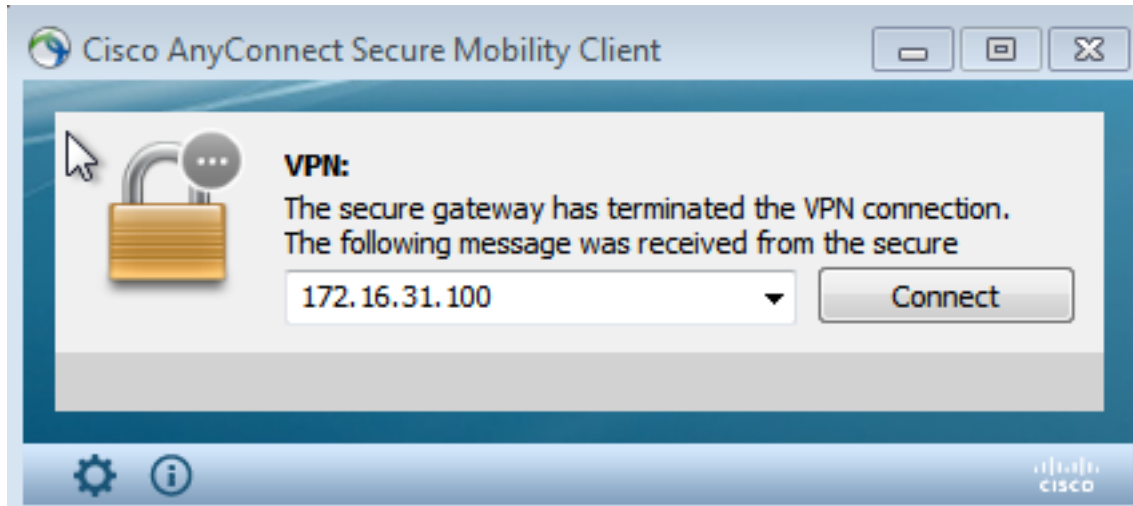 Cisco AnyConnect Secure Mobility Client
VPN:
The secure gateway has terminated the VPN connection.
The following message was received from the secure
172.16.31.100
Connect
CISCO